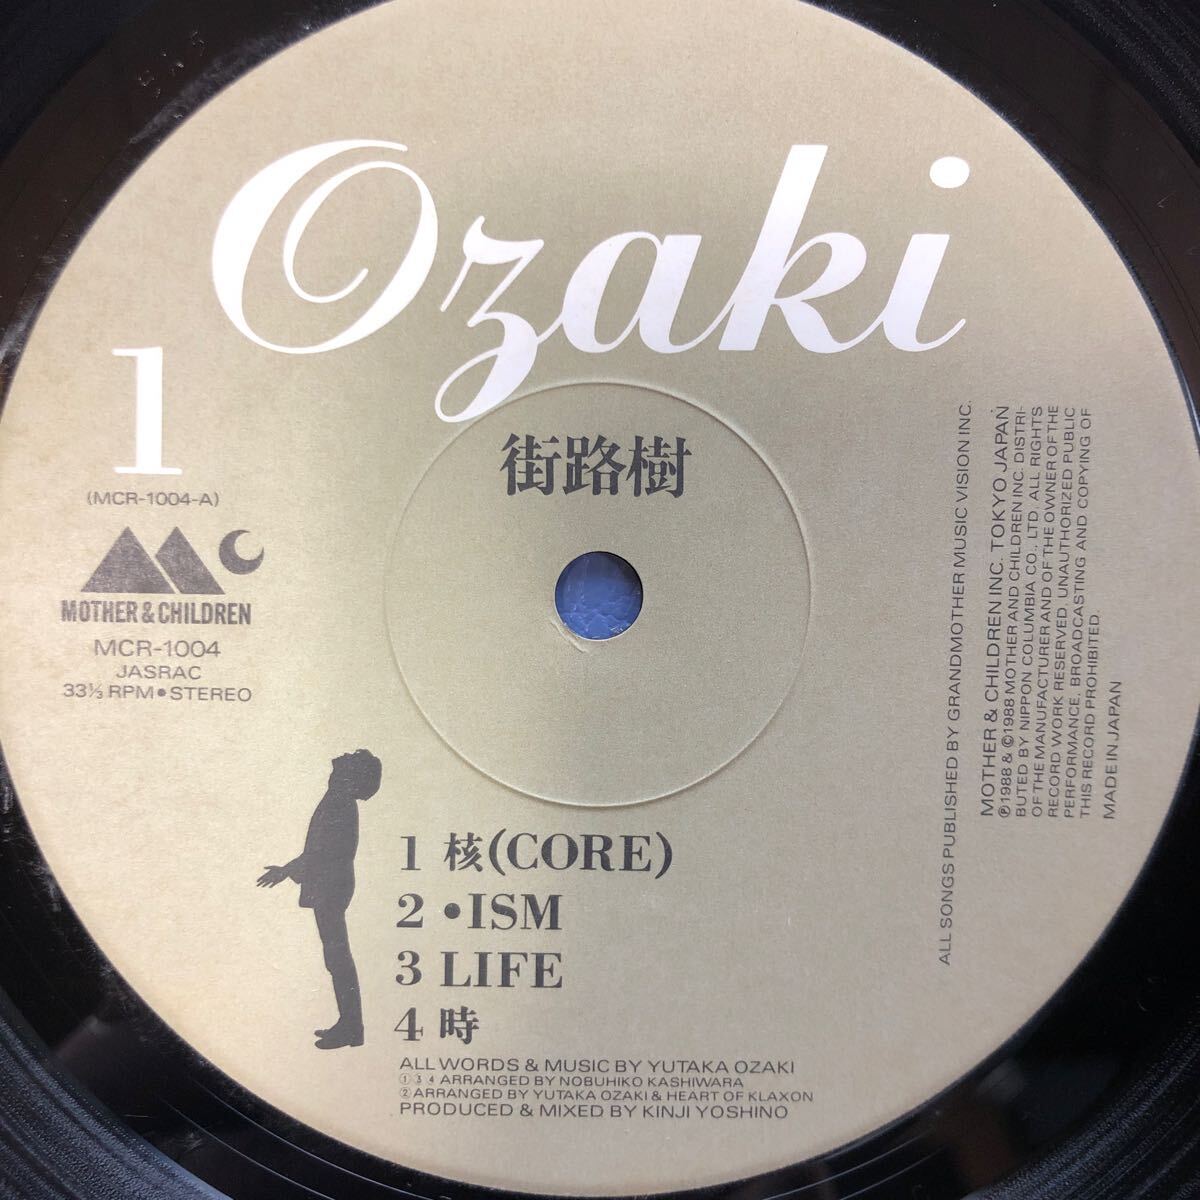 Ozaki
1
(MCR-1004-A)
MOTHER & CHILDREN
MCR-1004
JASRAC
33⅓ RPM•STEREO
街路樹
1 核(CORE)
2 •ISM
3 LIFE
4 時
ALL WORDS & MUSIC BY YUTAKA OZAKI
①③④ ARRANGED BY NOBUHIKO KASHIWARA
②ARRANGED BY YUTAKA OZAKI & HEART OF KLAXON
PRODUCED & MIXED BY KINJI YOSHINO
ALL SONGS PUBLISHED BY GRANDMOTHER MUSIC VISION INC.
MOTHER & CHILDREN INC. TOKYO JAPAN
℗1988 & ©1988 MOTHER AND CHILDREN INC. DISTRI-
BUTED BY NIPPON COLUMBIA CO., LTD. ALL RIGHTS
OF THE MANUFACTURER AND OF THE OWNER OF THE
RECORD WORK RESERVED. UNAUTHORIZED PUBLIC
PERFORMANCE, BROADCASTING AND COPYING OF
THIS RECORD PROHIBITED.
MADE IN JAPAN